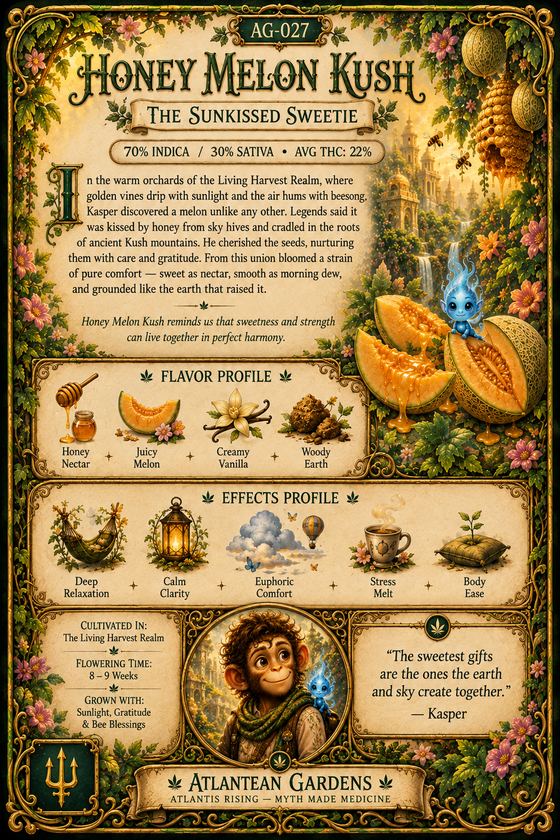 AG-027
HONEY MELON KUSH
THE SUNKISSED SWEETIE
70% INDICA / 30% SATIVA • AVG THC: 22%
In the warm orchards of the Living Harvest Realm, where
golden vines drip with sunlight and the air hums with beesong,
Kasper discovered a melon unlike any other. Legends said it
was kissed by honey from sky hives and cradled in the roots
of ancient Kush mountains. He cherished the seeds, nurturing
them with care and gratitude. From this union bloomed a strain
of pure comfort — sweet as nectar, smooth as morning dew,
and grounded like the earth that raised it.
Honey Melon Kush reminds us that sweetness and strength
can live together in perfect harmony.
FLAVOR PROFILE
Honey Nectar
Juicy Melon
Creamy Vanilla
Woody Earth
EFFECTS PROFILE
Deep Relaxation
Calm Clarity
Euphoric Comfort
Stress Melt
Body Ease
CULTIVATED IN:
The Living Harvest Realm
FLOWERING TIME:
8 – 9 Weeks
GROWN WITH:
Sunlight, Gratitude
& Bee Blessings
“The sweetest gifts
are the ones the earth
and sky create together.”
— Kasper
ATLANTEAN GARDENS
ATLANTIS RISING — MYTH MADE MEDICINE